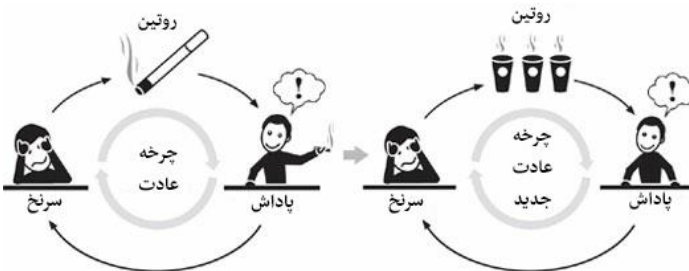 روتین
چرخه
عادت
سرنخ
پاداش
!
روتین
چرخه
عادت
جدید
سرنخ
پاداش
!